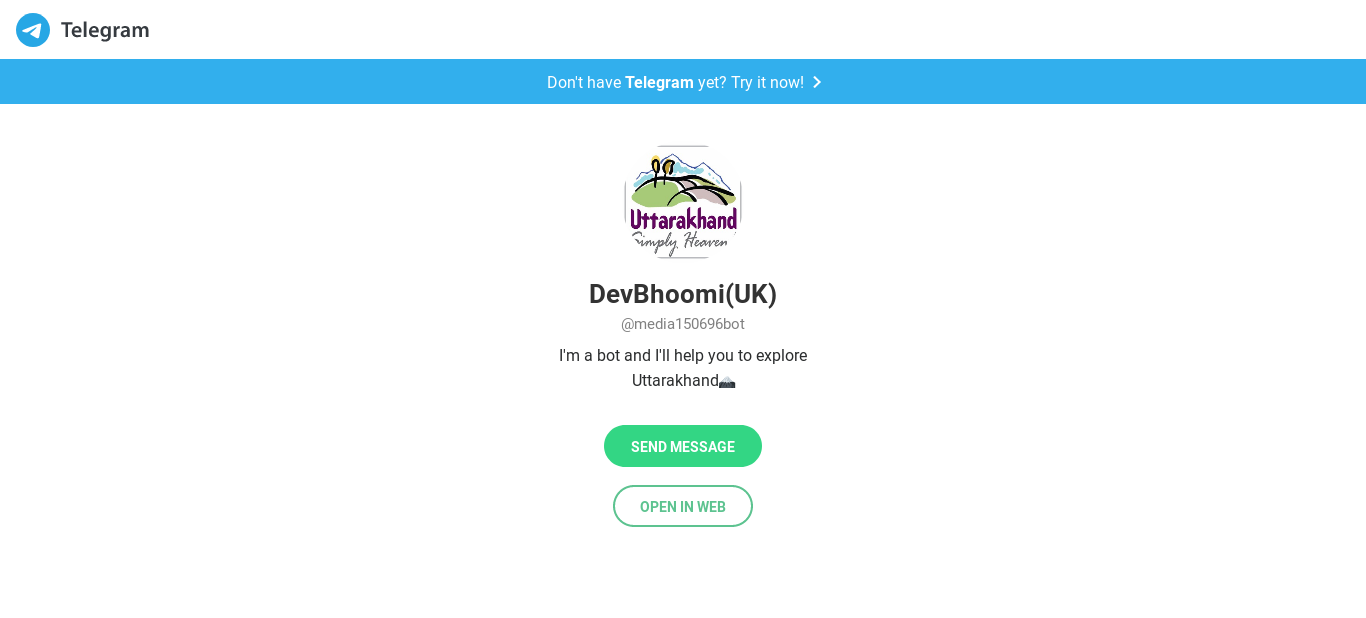 Telegram
Don't have Telegram yet? Try it now!
Uttarakhand
Simply Heaven
DevBhoomi(UK)
@media150696bot
I'm a bot and I'll help you to explore
Uttarakhand🏔
SEND MESSAGE
OPEN IN WEB